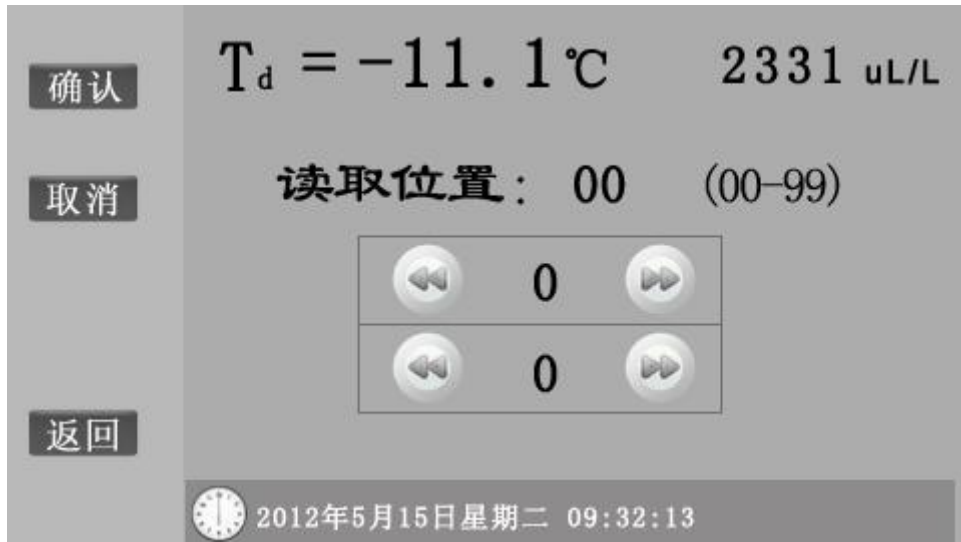 确认
取消
返回
Td =-11.1℃ 2331 uL/L
读取位置: 00 (00-99)
0
0
2012年5月15日星期二 09:32:13